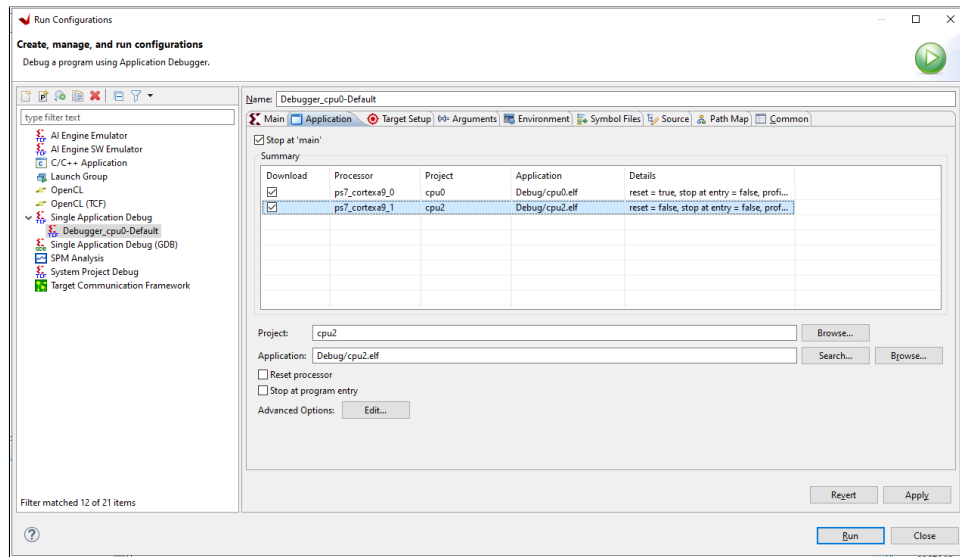 Run Configurations
Create, manage, and run configurations
Debug a program using Application Debugger.
type filter text
AI Engine Emulator
AI Engine SW Emulator
C/C++ Application
Launch Group
OpenCL
OpenCL (TCF)
Single Application Debug
Debugger_cpu0-Default
Single Application Debug (GDB)
SPM Analysis
System Project Debug
Target Communication Framework
Filter matched 12 of 21 items
Name: Debugger_cpu0-Default
Main Application Target Setup (x)= Arguments Environment Symbol Files Source Path Map Common
Stop at 'main'
Summary
Download Processor Project Application Details
ps7_cortexa9_0 cpu0 Debug/cpu0.elf reset = true, stop at entry = false, profi...
ps7_cortexa9_1 cpu2 Debug/cpu2.elf reset = false, stop at entry = false, prof...
Project: cpu2 Browse...
Application: Debug/cpu2.elf Search... Browse...
Reset processor
Stop at program entry
Advanced Options: Edit...
Revert Apply
Run Close